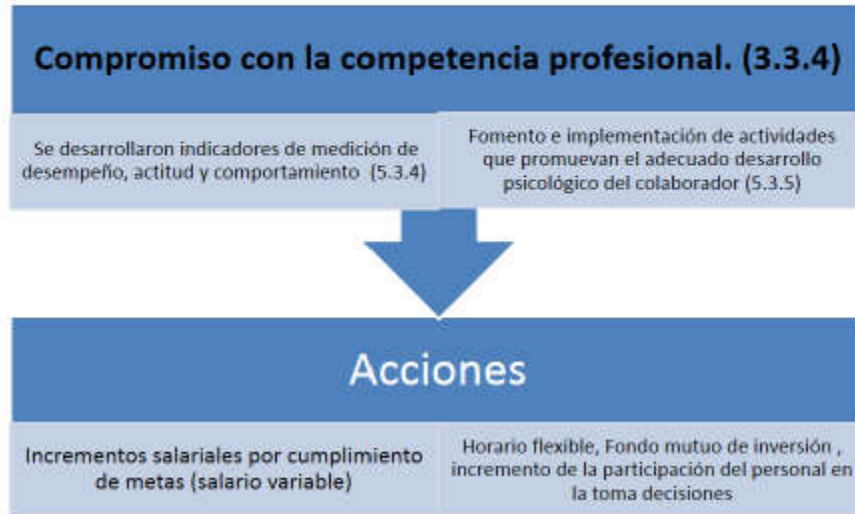 Compromiso con la competencia profesional. (3.3.4)
Se desarrollaron indicadores de medición de
desempeño, actitud y comportamiento (5.3.4)
Fomento e implementación de actividades
que promuevan el adecuado desarrollo
psicológico del colaborador (5.3.5)
Acciones
Incrementos salariales por cumplimiento
de metas (salario variable)
Horario flexible, Fondo mutuo de inversión ,
incremento de la participación del personal en
la toma decisiones